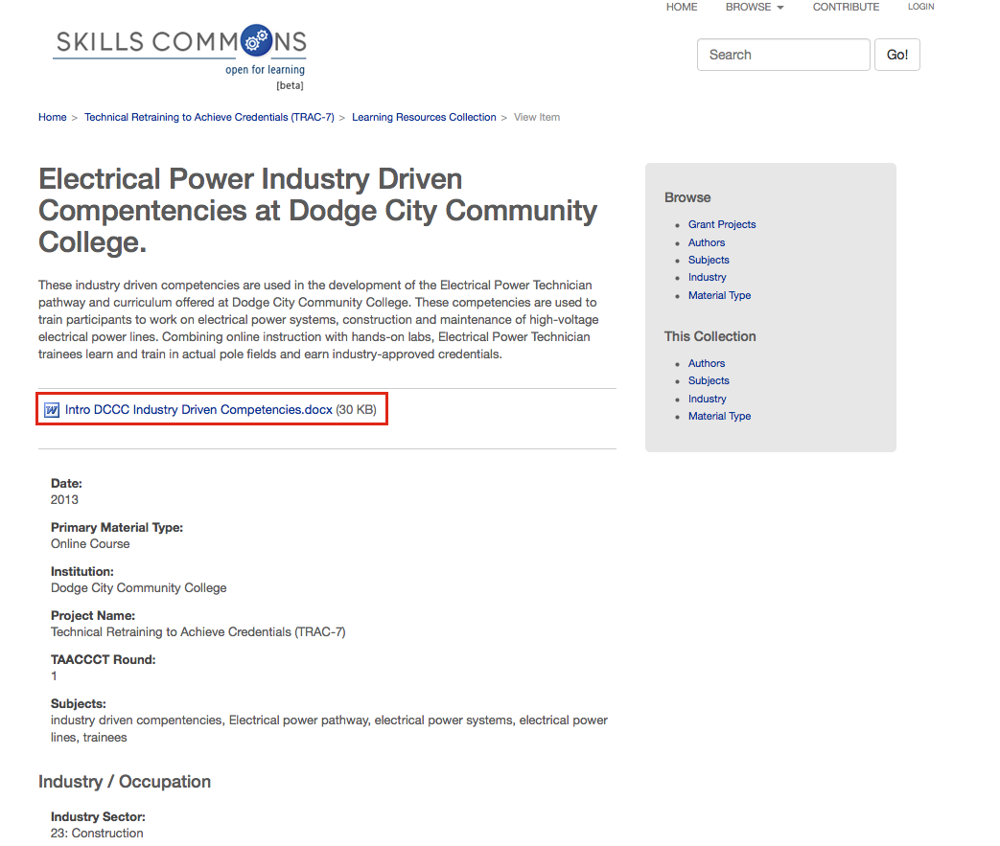 HOME BROWSE CONTRIBUTE LOGIN
SKILLS COMMONS
open for learning
[beta]
Search Go!
Home > Technical Retraining to Achieve Credentials (TRAC-7) > Learning Resources Collection > View Item
Electrical Power Industry Driven
Compentencies at Dodge City Community
College.
These industry driven competencies are used in the development of the Electrical Power Technician
pathway and curriculum offered at Dodge City Community College. These competencies are used to
train participants to work on electrical power systems, construction and maintenance of high-voltage
electrical power lines. Combining online instruction with hands-on labs, Electrical Power Technician
trainees learn and train in actual pole fields and earn industry-approved credentials.
Intro DCCC Industry Driven Competencies.docx (30 KB)
Date:
2013
Primary Material Type:
Online Course
Institution:
Dodge City Community College
Project Name:
Technical Retraining to Achieve Credentials (TRAC-7)
TAACCCT Round:
1
Subjects:
industry driven compentencies, Electrical power pathway, electrical power systems, electrical power
lines, trainees
Industry / Occupation
Industry Sector:
23: Construction
Browse
Grant Projects
Authors
Subjects
Industry
Material Type
This Collection
Authors
Subjects
Industry
Material Type